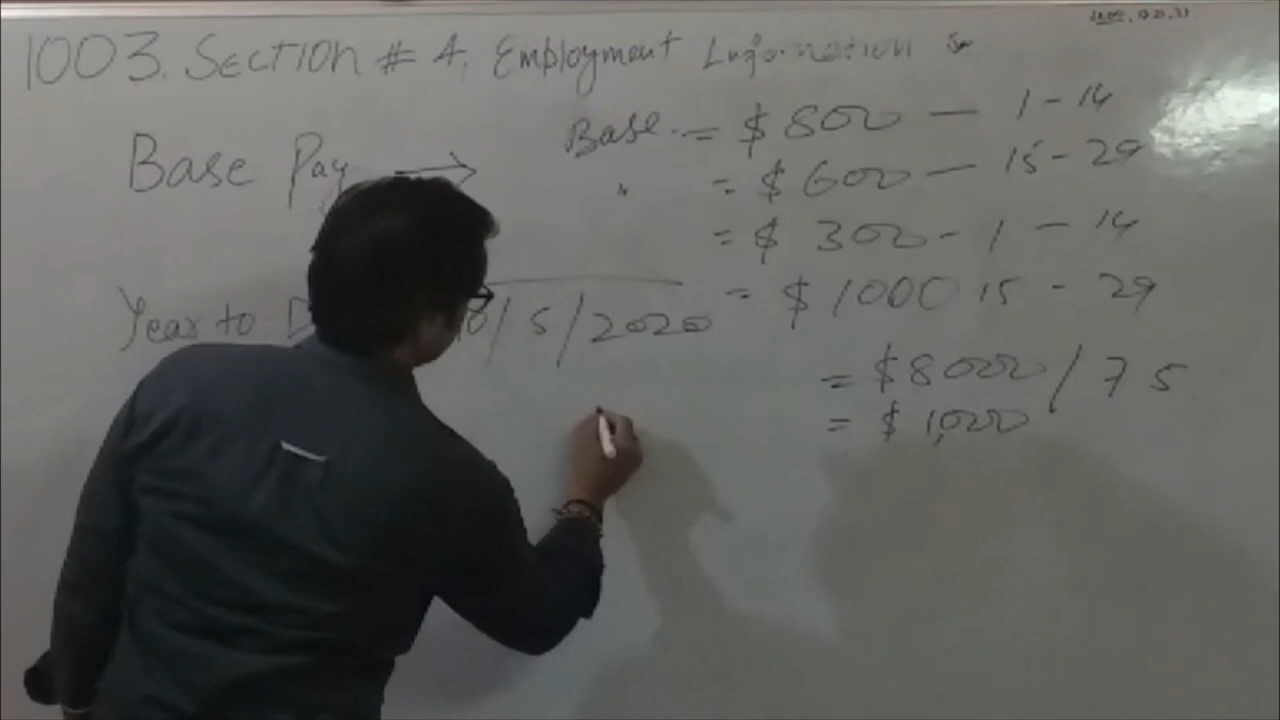 1003. Section # 4, Employment Information
Base Pay →
Base. = $ 800 — 1 - 14
" = $ 600 — 15 - 29
= $ 300 - 1 - 14
= $ 1000 15 - 29
Year to D
/ 5 / 2020
= $ 8000 / 7 5
= $ 1,000